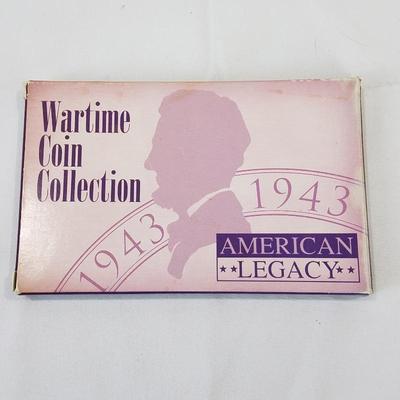 Wartime
Coin
Collection
1943
1943
AMERICAN
★★LEGACY★★